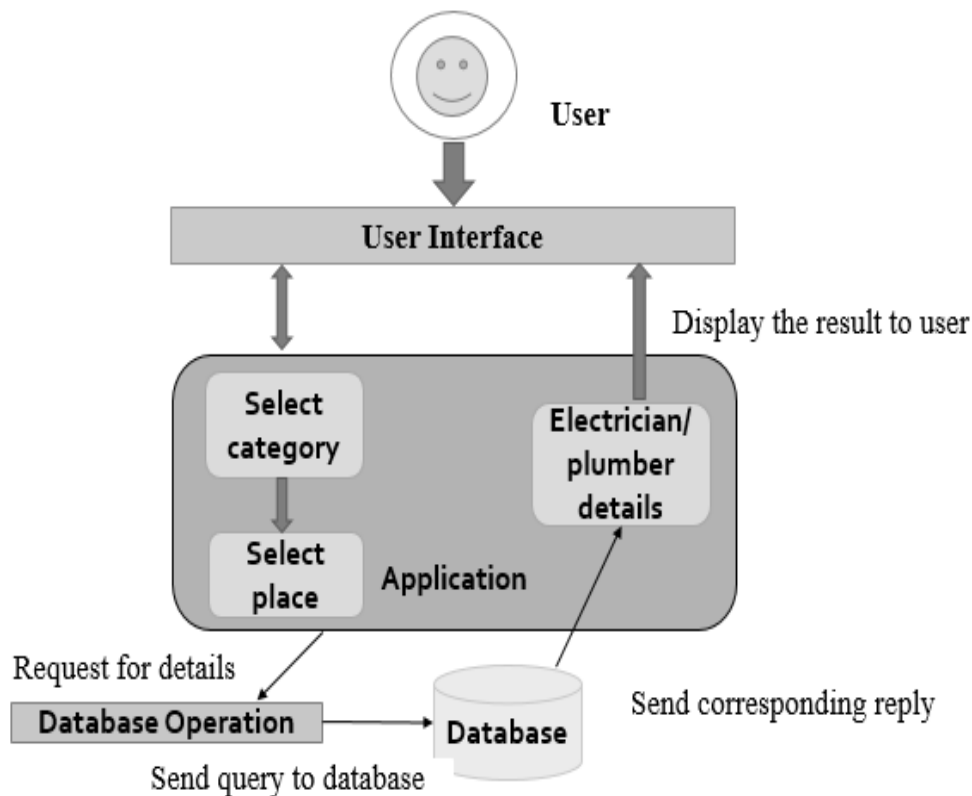 User
User Interface
Display the result to user
Select
category
Electrician/
plumber
details
Select
place
Application
Request for details
Database Operation
Database
Send corresponding reply
Send query to database